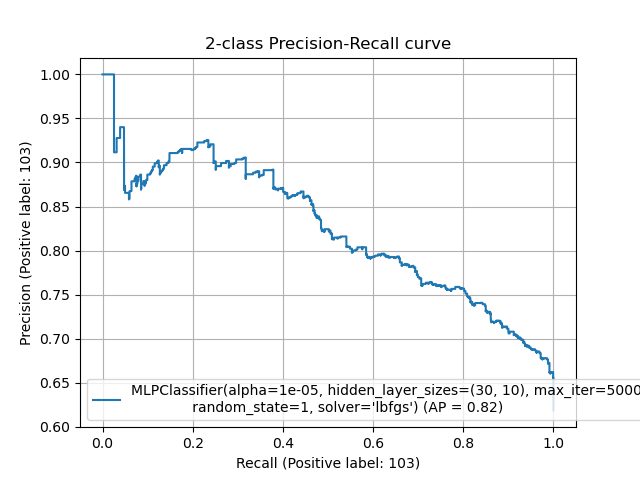 2-class Precision-Recall curve
Precision (Positive label: 103)
1.00
0.95
0.90
0.85
0.80
0.75
0.70
0.65
0.60
MLPClassifier(alpha=1e-05, hidden_layer_sizes=(30, 10), max_iter=5000
random_state=1, solver='lbfgs') (AP = 0.82)
0.0 0.2 0.4 0.6 0.8 1.0
Recall (Positive label: 103)